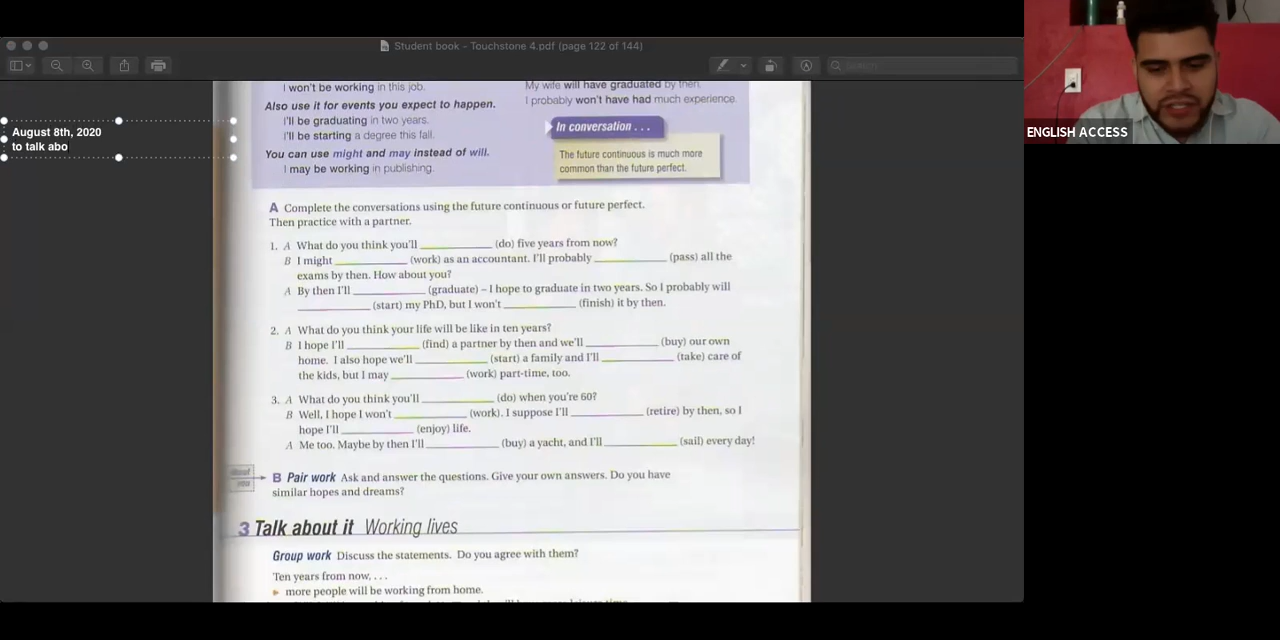 Student book - Touchstone 4.pdf (page 122 of 144)
Search
August 8th, 2020
to talk abo
ENGLISH ACCESS
I won't be working in this job.
Also use it for events you expect to happen.
I'll be graduating in two years.
I'll be starting a degree this fall.
You can use might and may instead of will.
I may be working in publishing.
My wife will have graduated by then.
I probably won't have had much experience.
In conversation . . .
The future continuous is much more
common than the future perfect.
A Complete the conversations using the future continuous or future perfect.
Then practice with a partner.
1. A What do you think you'll ____________ (do) five years from now?
B I might ____________ (work) as an accountant. I'll probably ____________ (pass) all the
exams by then. How about you?
A By then I'll ____________ (graduate) – I hope to graduate in two years. So I probably will
____________ (start) my PhD, but I won't ____________ (finish) it by then.
2. A What do you think your life will be like in ten years?
B I hope I'll ____________ (find) a partner by then and we'll ____________ (buy) our own
home. I also hope we'll ____________ (start) a family and I'll ____________ (take) care of
the kids, but I may ____________ (work) part-time, too.
3. A What do you think you'll ____________ (do) when you're 60?
B Well, I hope I won't ____________ (work). I suppose I'll ____________ (retire) by then, so I
hope I'll ____________ (enjoy) life.
A Me too. Maybe by then I'll ____________ (buy) a yacht, and I'll ____________ (sail) every day!
About
you
B Pair work Ask and answer the questions. Give your own answers. Do you have
similar hopes and dreams?
3 Talk about it Working lives
Group work Discuss the statements. Do you agree with them?
Ten years from now, . . .
▸ more people will be working from home.